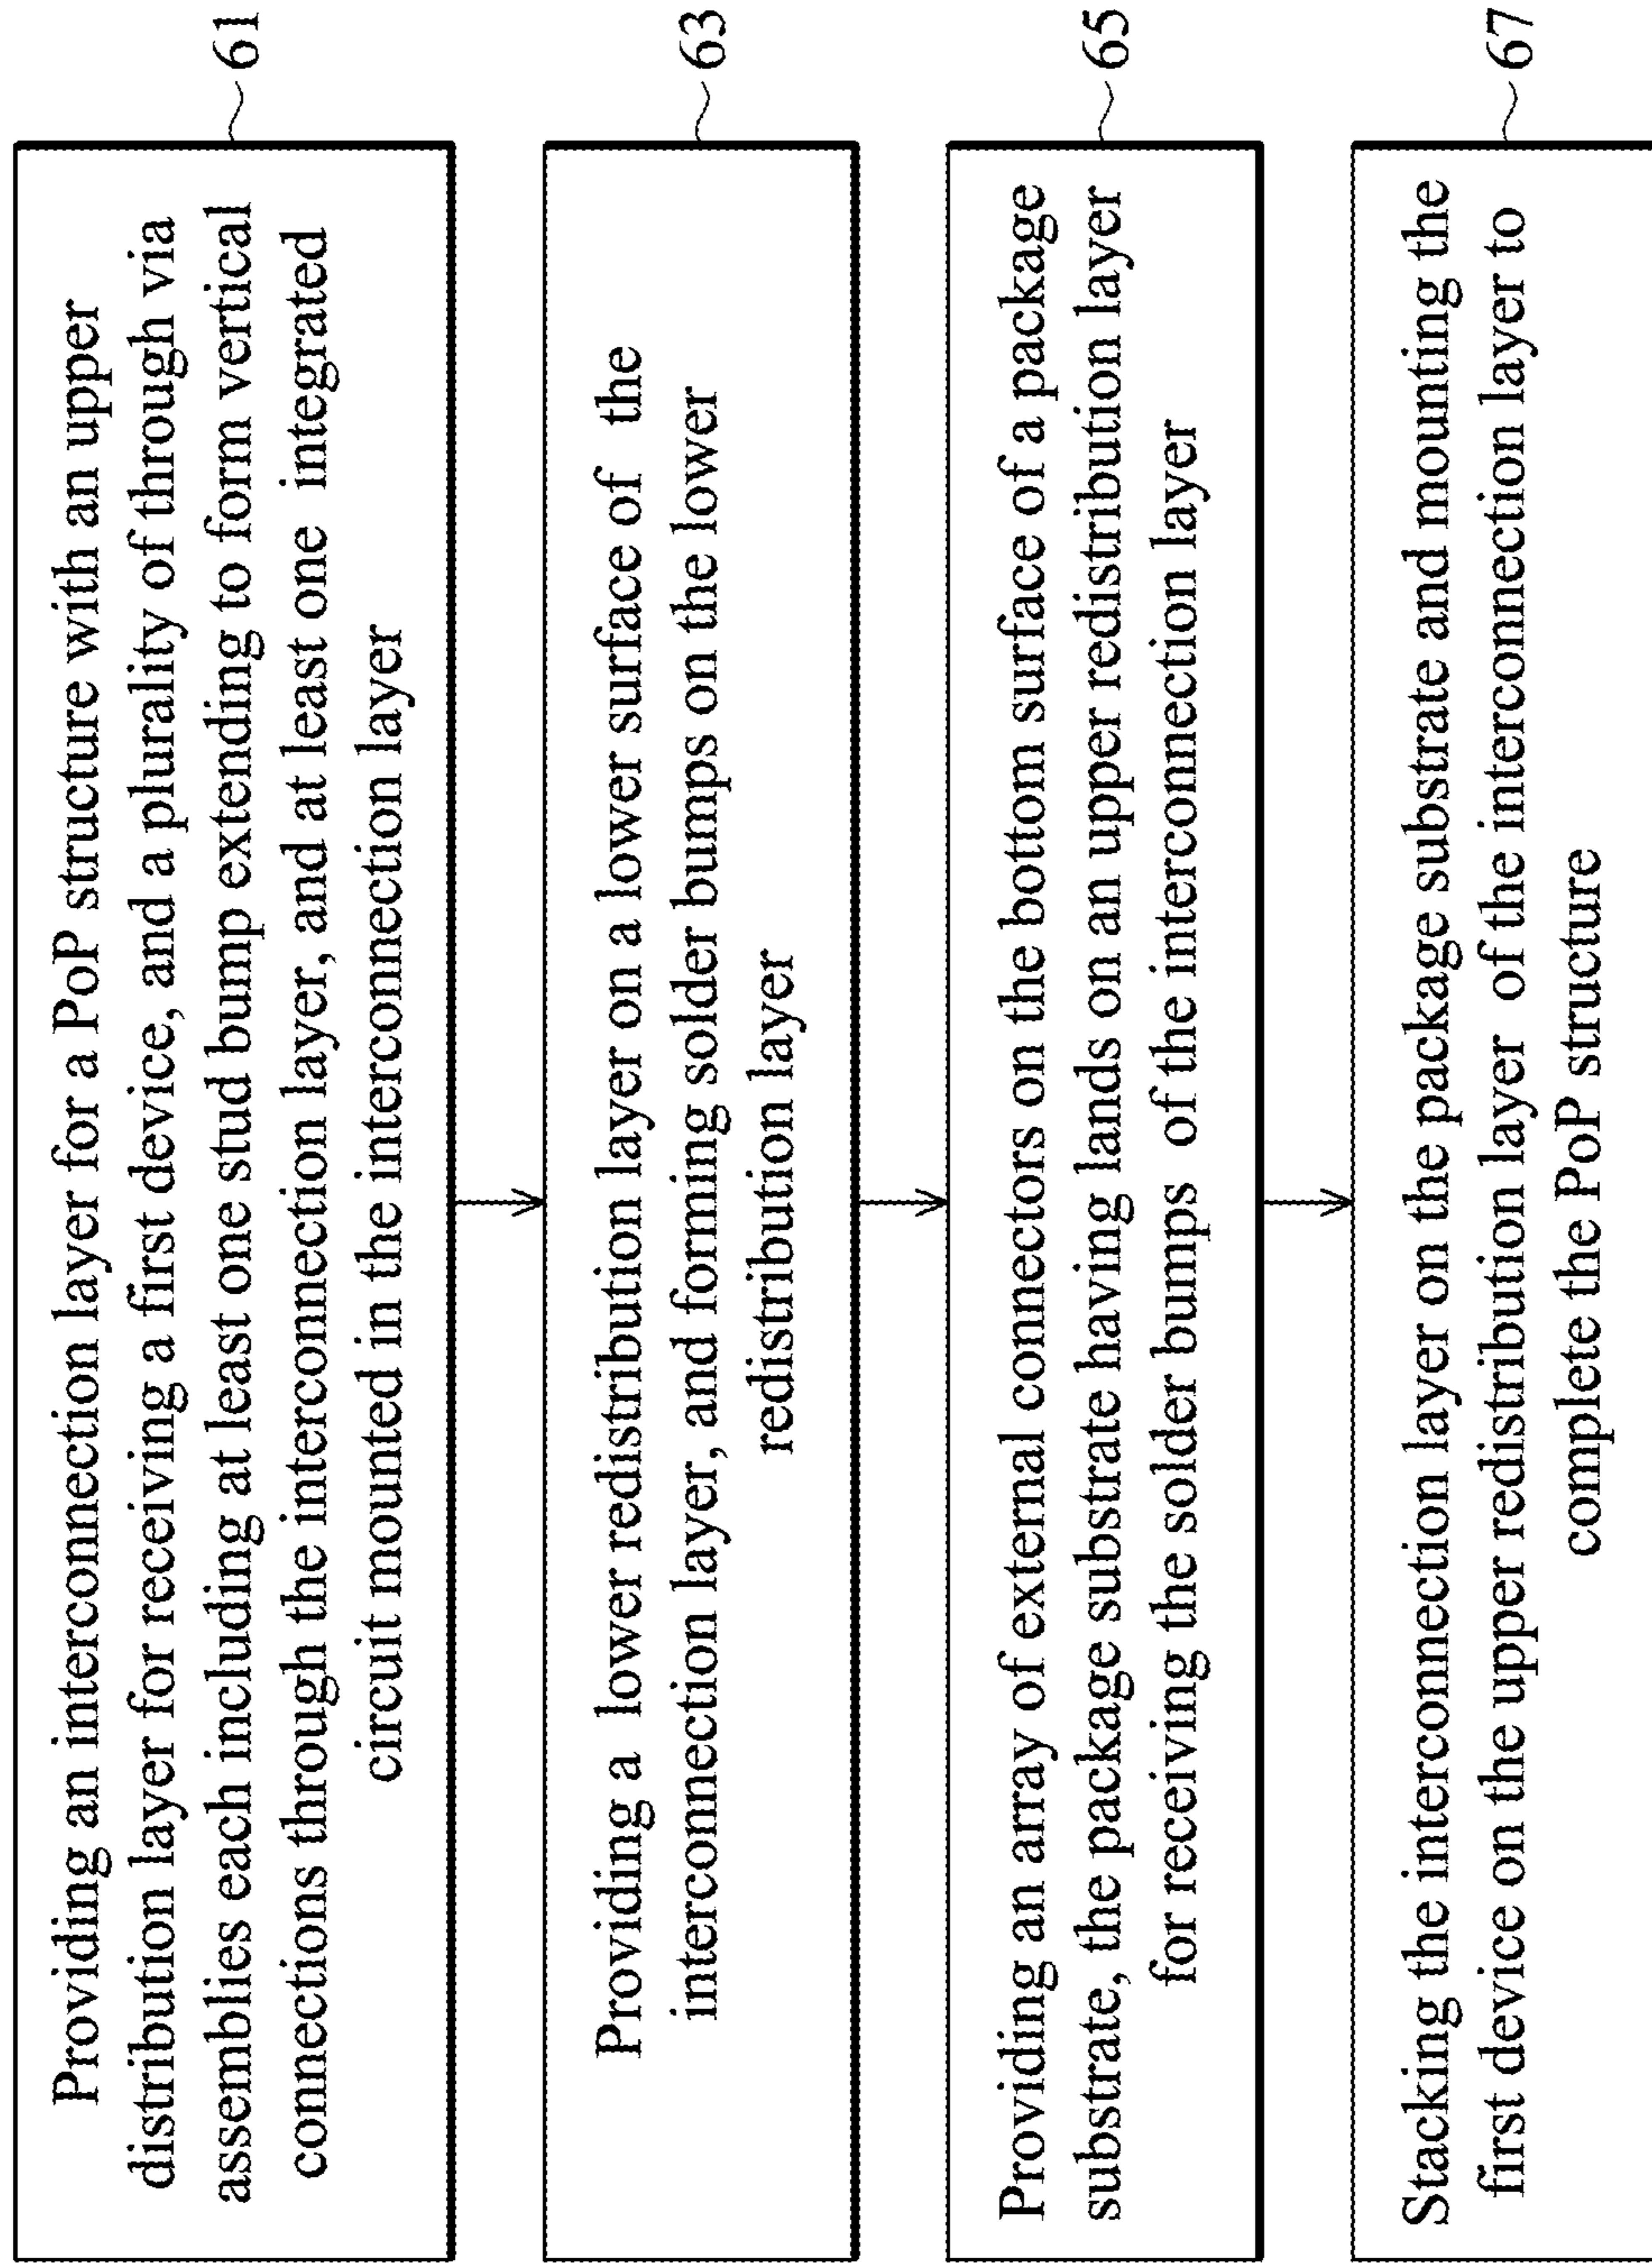 Providing an interconnection layer for a PoP structure with an upper
distribution layer for receiving a first device, and a plurality of through via
assemblies each including at least one stud bump extending to form vertical
connections through the interconnection layer, and at least one integrated
circuit mounted in the interconnection layer
61
Providing a lower redistribution layer on a lower surface of the
interconnection layer, and forming solder bumps on the lower
redistribution layer
63
Providing an array of external connectors on the bottom surface of a package
substrate, the package substrate having lands on an upper redistribution layer
for receiving the solder bumps of the interconnection layer
65
Stacking the interconnection layer on the package substrate and mounting the
first device on the upper redistribution layer of the interconnection layer to
complete the PoP structure
67